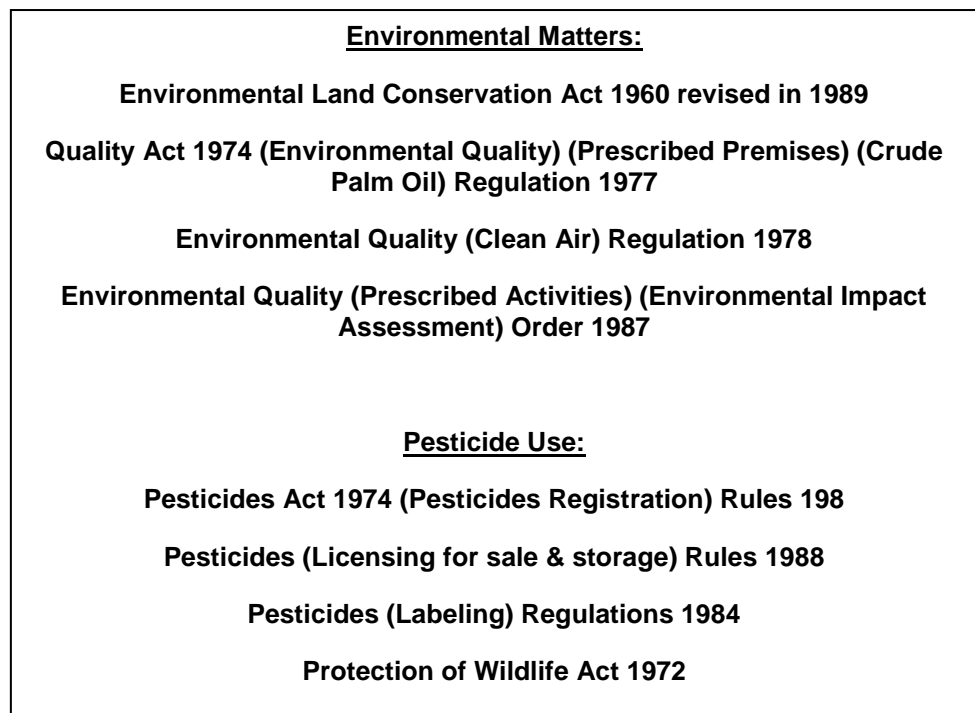 Environmental Matters:
Environmental Land Conservation Act 1960 revised in 1989
Quality Act 1974 (Environmental Quality) (Prescribed Premises) (Crude
Palm Oil) Regulation 1977
Environmental Quality (Clean Air) Regulation 1978
Environmental Quality (Prescribed Activities) (Environmental Impact
Assessment) Order 1987
Pesticide Use:
Pesticides Act 1974 (Pesticides Registration) Rules 198
Pesticides (Licensing for sale & storage) Rules 1988
Pesticides (Labeling) Regulations 1984
Protection of Wildlife Act 1972